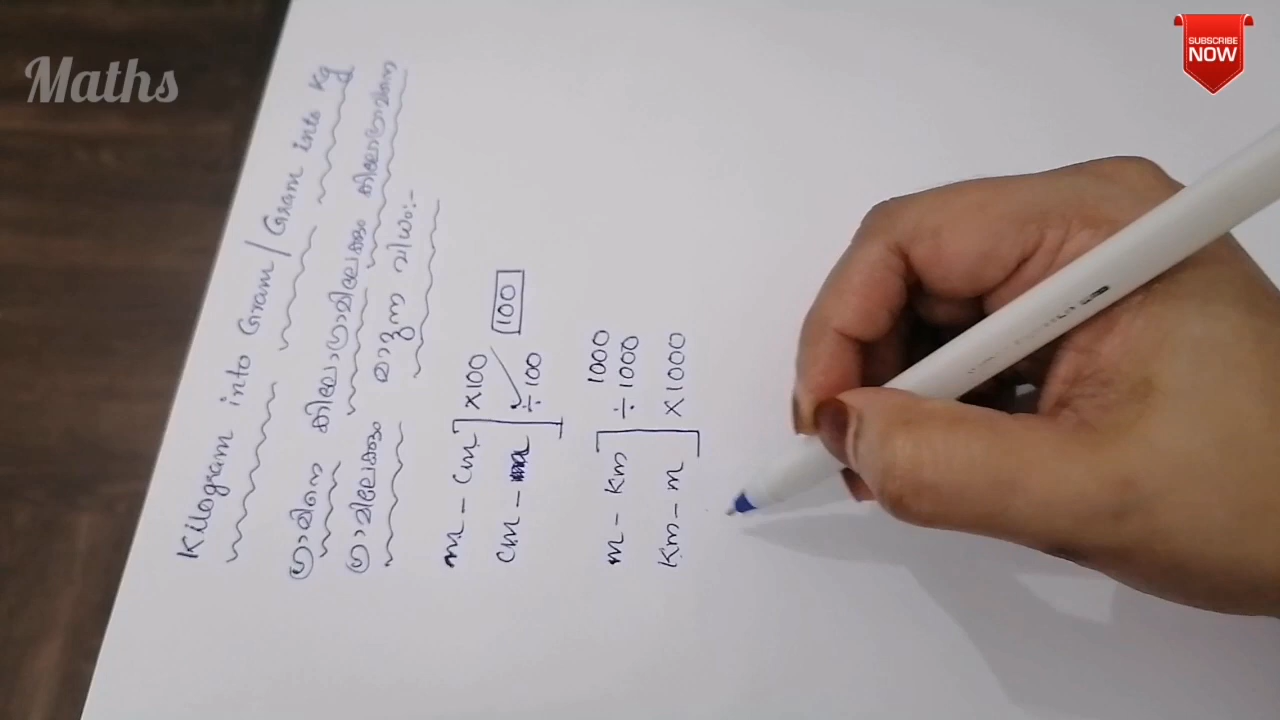 Maths
SUBSCRIBE
NOW
Kilogram into Gram/Gram into Kg
ഗ്രാമിനെ കിലോഗ്രാമിലേക്കും കിലോഗ്രാമിനെ
ഗ്രാമിലേക്കും മാറ്റുന്ന വിധം:-
m - cm ] ×100
cm - m ] ÷100 100
1000
m - km ] ÷1000
km - m ] ×1000